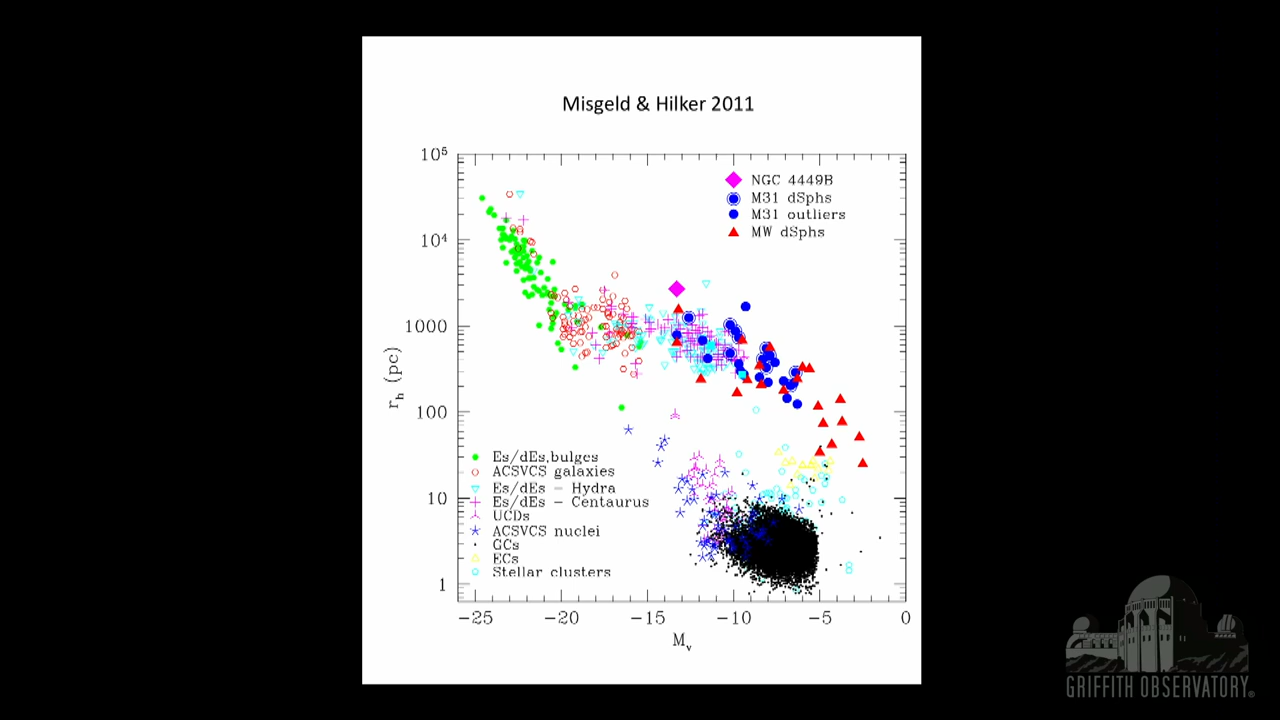 Misgeld & Hilker 2011
10⁵
10⁴
1000
100
10
1
r_h (pc)
NGC 4449B
M31 dSphs
M31 outliers
MW dSphs
Es/dEs,bulges
ACSVCS galaxies
Es/dEs - Hydra
Es/dEs - Centaurus
UCDs
ACSVCS nuclei
GCs
ECs
Stellar clusters
-25 -20 -15 -10 -5 0
M_v
GRIFFITH OBSERVATORY®